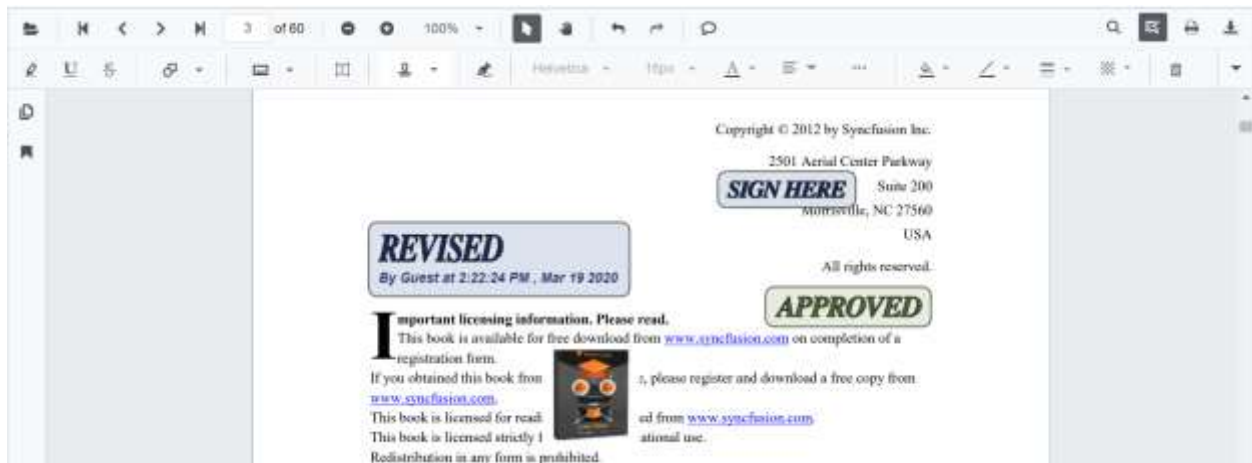 3 of 60 100%
U S Helvetica 16px A
Copyright © 2012 by Syncfusion Inc.
2501 Aerial Center Parkway
SIGN HERE Suite 200
Morrisville, NC 27560
REVISED
USA
By Guest at 2:22:24 PM , Mar 19 2020
All rights reserved.
APPROVED
Important licensing information. Please read.
This book is available for free download from www.syncfusion.com on completion of a
registration form.
If you obtained this book from , please register and download a free copy from
www.syncfusion.com.
This book is licensed for readi ed from www.syncfusion.com.
This book is licensed strictly f ational use.
Redistribution in any form is prohibited.